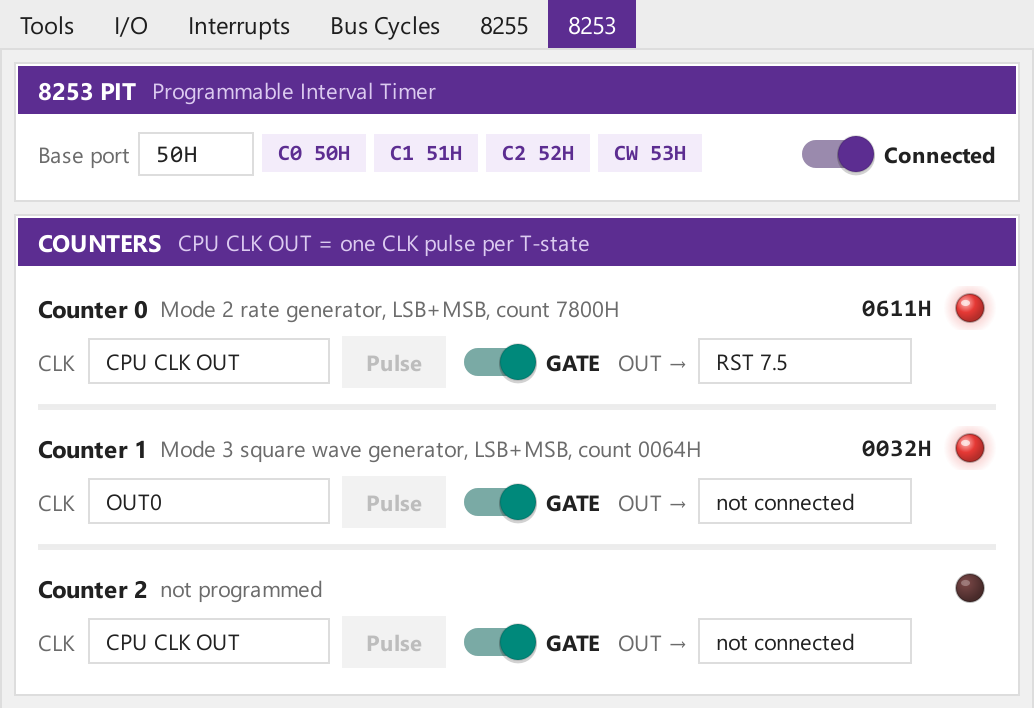 Tools I/O Interrupts Bus Cycles 8255 8253
8253 PIT Programmable Interval Timer
Base port 50H C0 50H C1 51H C2 52H CW 53H Connected
COUNTERS CPU CLK OUT = one CLK pulse per T-state
Counter 0 Mode 2 rate generator, LSB+MSB, count 7800H 0611H
CLK CPU CLK OUT Pulse GATE OUT → RST 7.5
Counter 1 Mode 3 square wave generator, LSB+MSB, count 0064H 0032H
CLK OUT0 Pulse GATE OUT → not connected
Counter 2 not programmed
CLK CPU CLK OUT Pulse GATE OUT → not connected